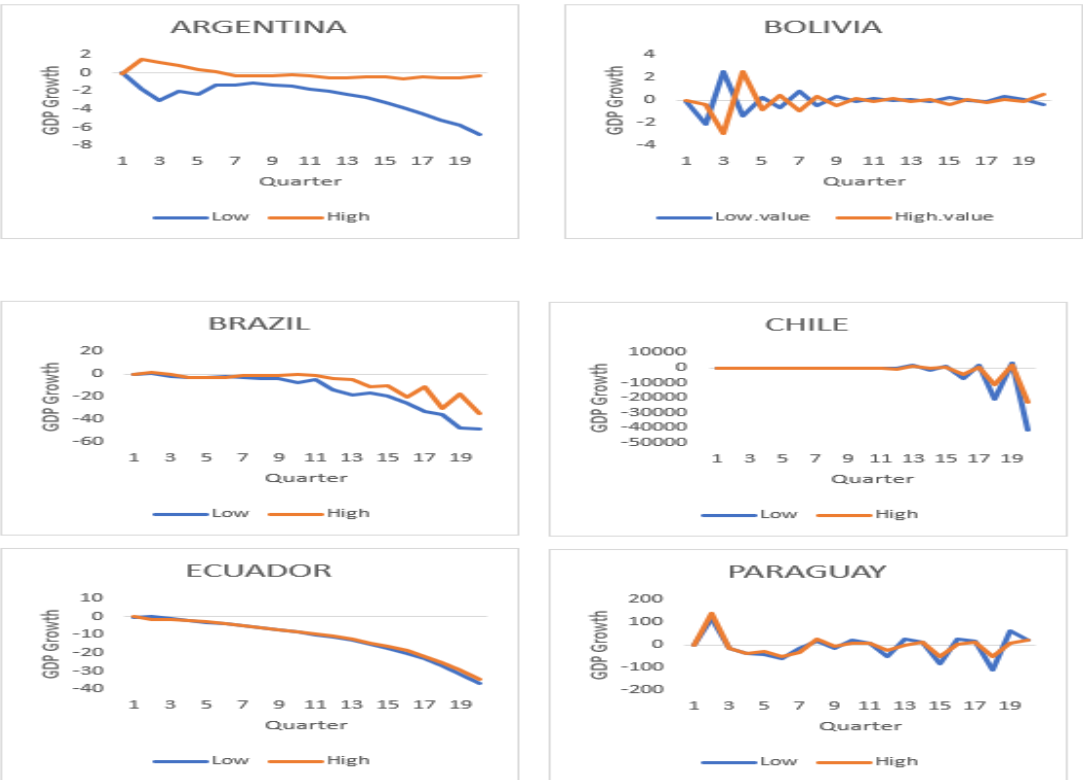 ARGENTINA
GDP Growth
2
0
-2
-4
-6
-8
1 3 5 7 9 11 13 15 17 19
Quarter
Low High
BOLIVIA
GDP Growth
4
2
0
-2
-4
1 3 5 7 9 11 13 15 17 19
Quarter
Low.value High.value
BRAZIL
GDP Growth
20
0
-20
-40
-60
1 3 5 7 9 11 13 15 17 19
Quarter
Low High
CHILE
GDP Growth
10000
0
-10000
-20000
-30000
-40000
-50000
1 3 5 7 9 11 13 15 17 19
Quarter
Low High
ECUADOR
GDP Growth
10
0
-10
-20
-30
-40
1 3 5 7 9 11 13 15 17 19
Quarter
Low High
PARAGUAY
GDP Growth
200
100
0
-100
-200
1 3 5 7 9 11 13 15 17 19
Quarter
Low High